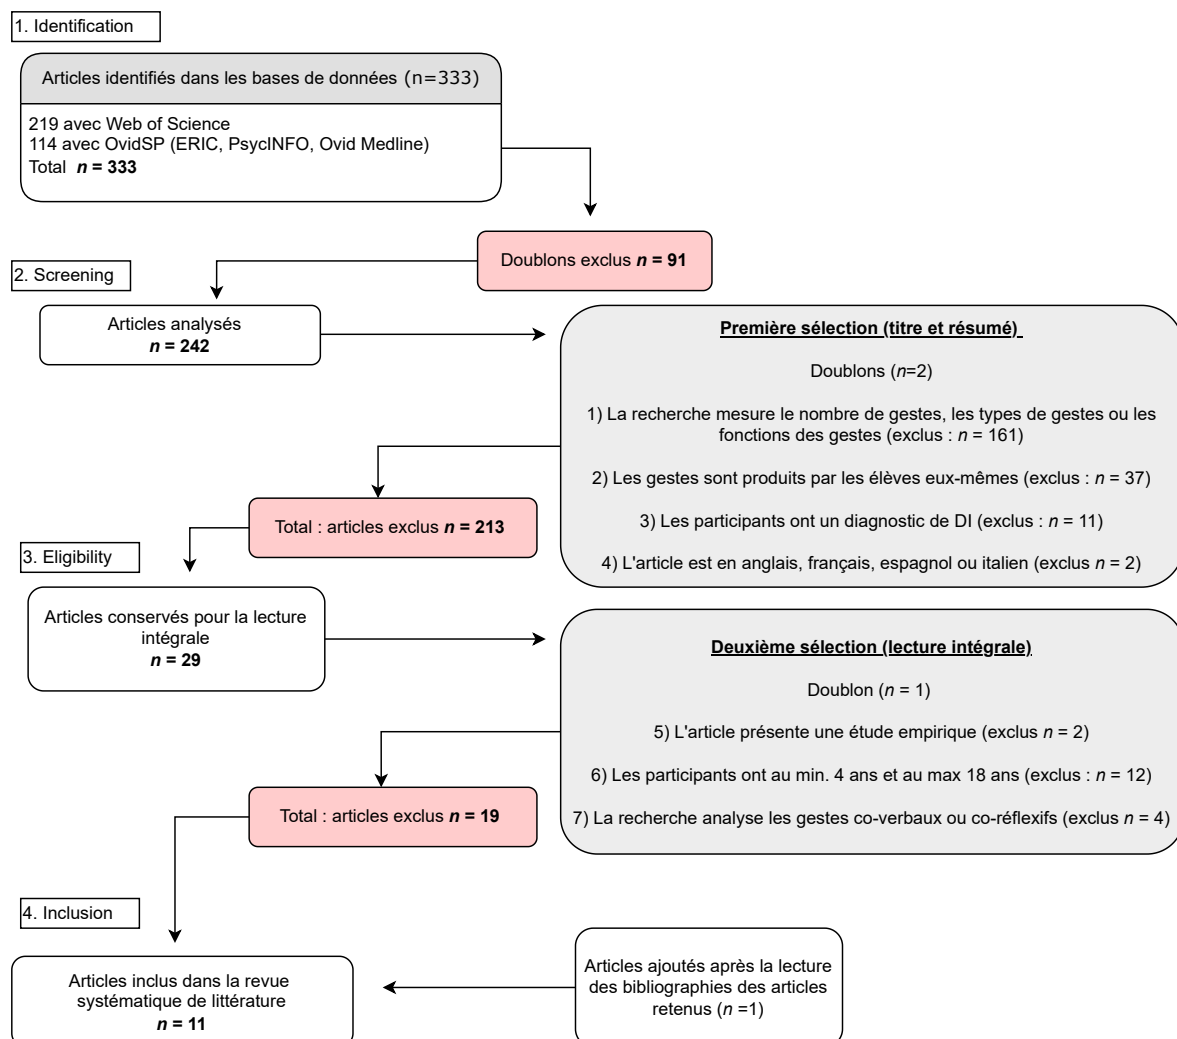 1. Identification
Articles identifiés dans les bases de données (n=333)
219 avec Web of Science
114 avec OvidSP (ERIC, PsycINFO, Ovid Medline)
Total n = 333
Doublons exclus n = 91
2. Screening
Articles analysés
n = 242
Première sélection (titre et résumé)
Doublons (n=2)
1) La recherche mesure le nombre de gestes, les types de gestes ou les
fonctions des gestes (exclus : n = 161)
2) Les gestes sont produits par les élèves eux-mêmes (exclus : n = 37)
3) Les participants ont un diagnostic de DI (exclus : n = 11)
4) L'article est en anglais, français, espagnol ou italien (exclus n = 2)
Total : articles exclus n = 213
3. Eligibility
Articles conservés pour la lecture
intégrale
n = 29
Deuxième sélection (lecture intégrale)
Doublon (n = 1)
5) L'article présente une étude empirique (exclus n = 2)
6) Les participants ont au min. 4 ans et au max 18 ans (exclus : n = 12)
7) La recherche analyse les gestes co-verbaux ou co-réflexifs (exclus n = 4)
Total : articles exclus n = 19
4. Inclusion
Articles inclus dans la revue
systématique de littérature
n = 11
Articles ajoutés après la lecture
des bibliographies des articles
retenus (n =1)